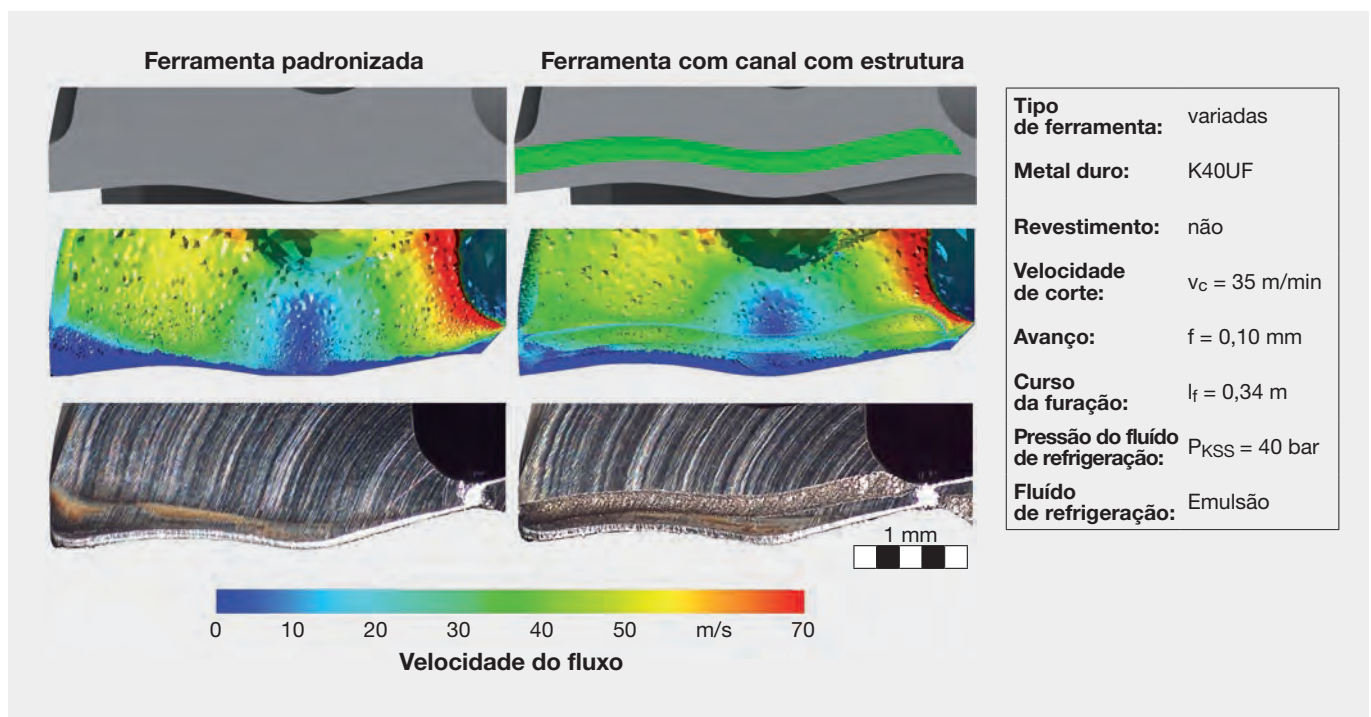 Ferramenta padronizada
Ferramenta com canal com estrutura
Tipo
de ferramenta: variadas
Metal duro: K40UF
Revestimento: não
Velocidade
de corte: vc = 35 m/min
Avanço: f = 0,10 mm
Curso
da furação: lf = 0,34 m
Pressão do fluído
de refrigeração: PKSS = 40 bar
Fluído
de refrigeração: Emulsão
1 mm
0 10 20 30 40 50 m/s 70
Velocidade do fluxo